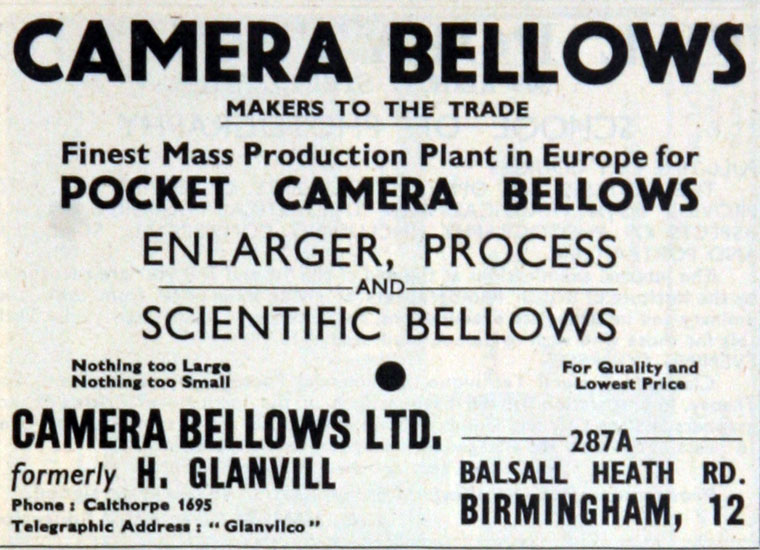 CAMERA BELLOWS
MAKERS TO THE TRADE
Finest Mass Production Plant in Europe for
POCKET CAMERA BELLOWS
ENLARGER, PROCESS
AND
SCIENTIFIC BELLOWS
Nothing too Large
Nothing too Small
For Quality and
Lowest Price
CAMERA BELLOWS LTD.
formerly H. GLANVILL
Phone : Calthorpe 1695
Telegraphic Address : "Glanvilco"
287A
BALSALL HEATH RD.
BIRMINGHAM, 12